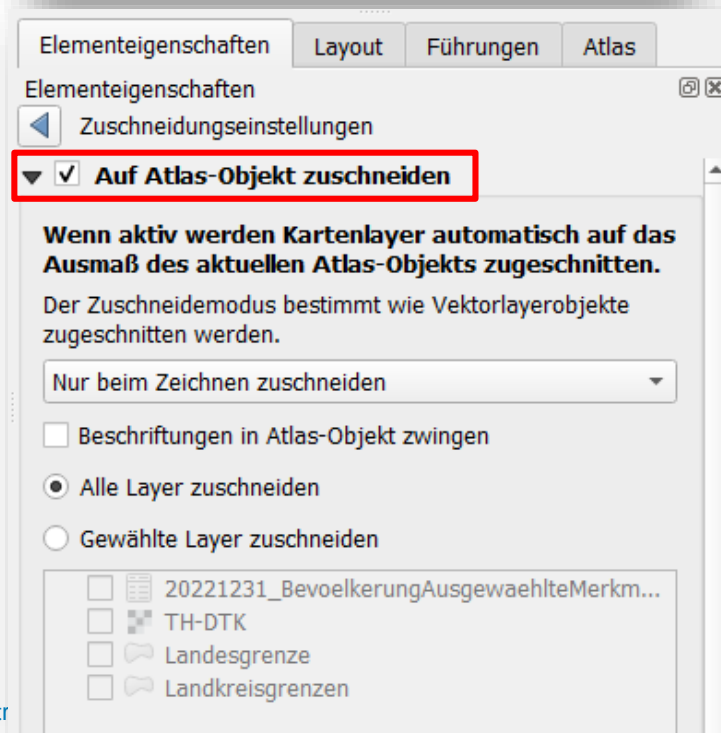 Elementeigenschaften Layout Führungen Atlas
Elementeigenschaften
Zuschneidungseinstellungen
Auf Atlas-Objekt zuschneiden
Wenn aktiv werden Kartenlayer automatisch auf das
Ausmaß des aktuellen Atlas-Objekts zugeschnitten.
Der Zuschneidemodus bestimmt wie Vektorlayerobjekte
zugeschnitten werden.
Nur beim Zeichnen zuschneiden
Beschriftungen in Atlas-Objekt zwingen
Alle Layer zuschneiden
Gewählte Layer zuschneiden
20221231_BevoelkerungAusgewaehlteMerkm...
TH-DTK
Landesgrenze
Landkreisgrenzen